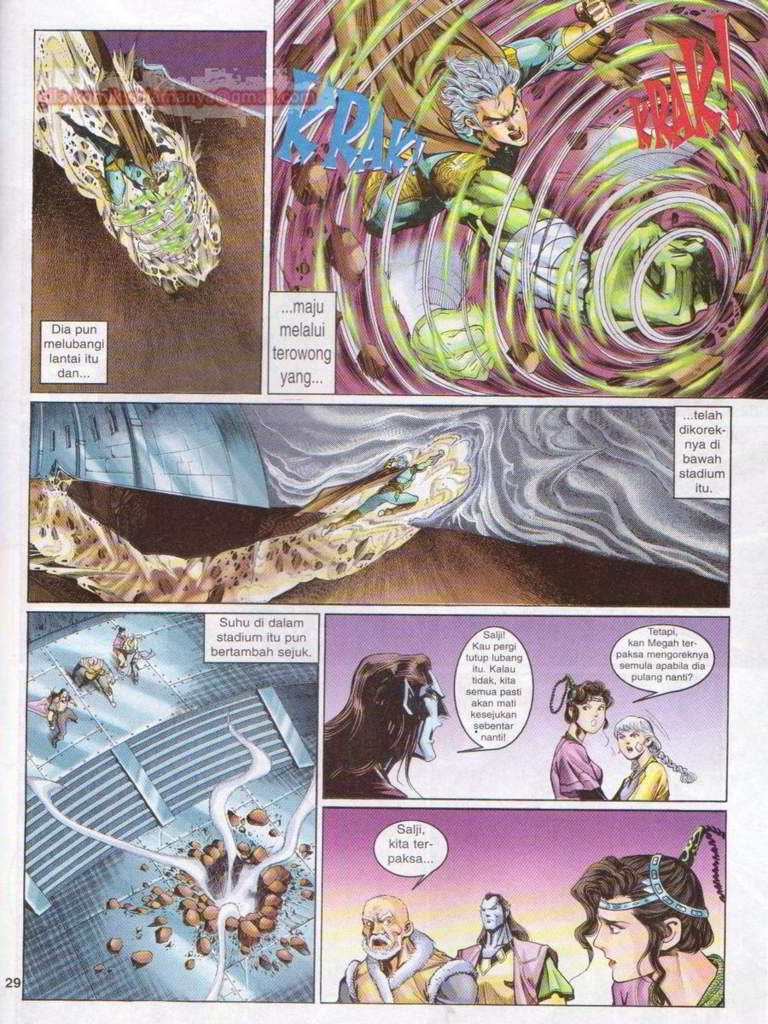 Dia pun
melubangi
lantai itu
dan...
KRAK!
KRAK!
...maju
melalui
terowong
yang...
...telah
dikorek-
nya di
bawah
stadium
itu.
Suhu di dalam
stadium itu pun
bertambah sejuk.
Salji!
Kau pergi
tutup lubang
itu. Kalau
tidak, kita
semua pasti
akan mati
kesejukan
sebentar
nanti!
Tetapi,
kan Megah ter-
paksa mengoreknya
semula apabila dia
pulang nanti?
Salji,
kita ter-
paksa...
29